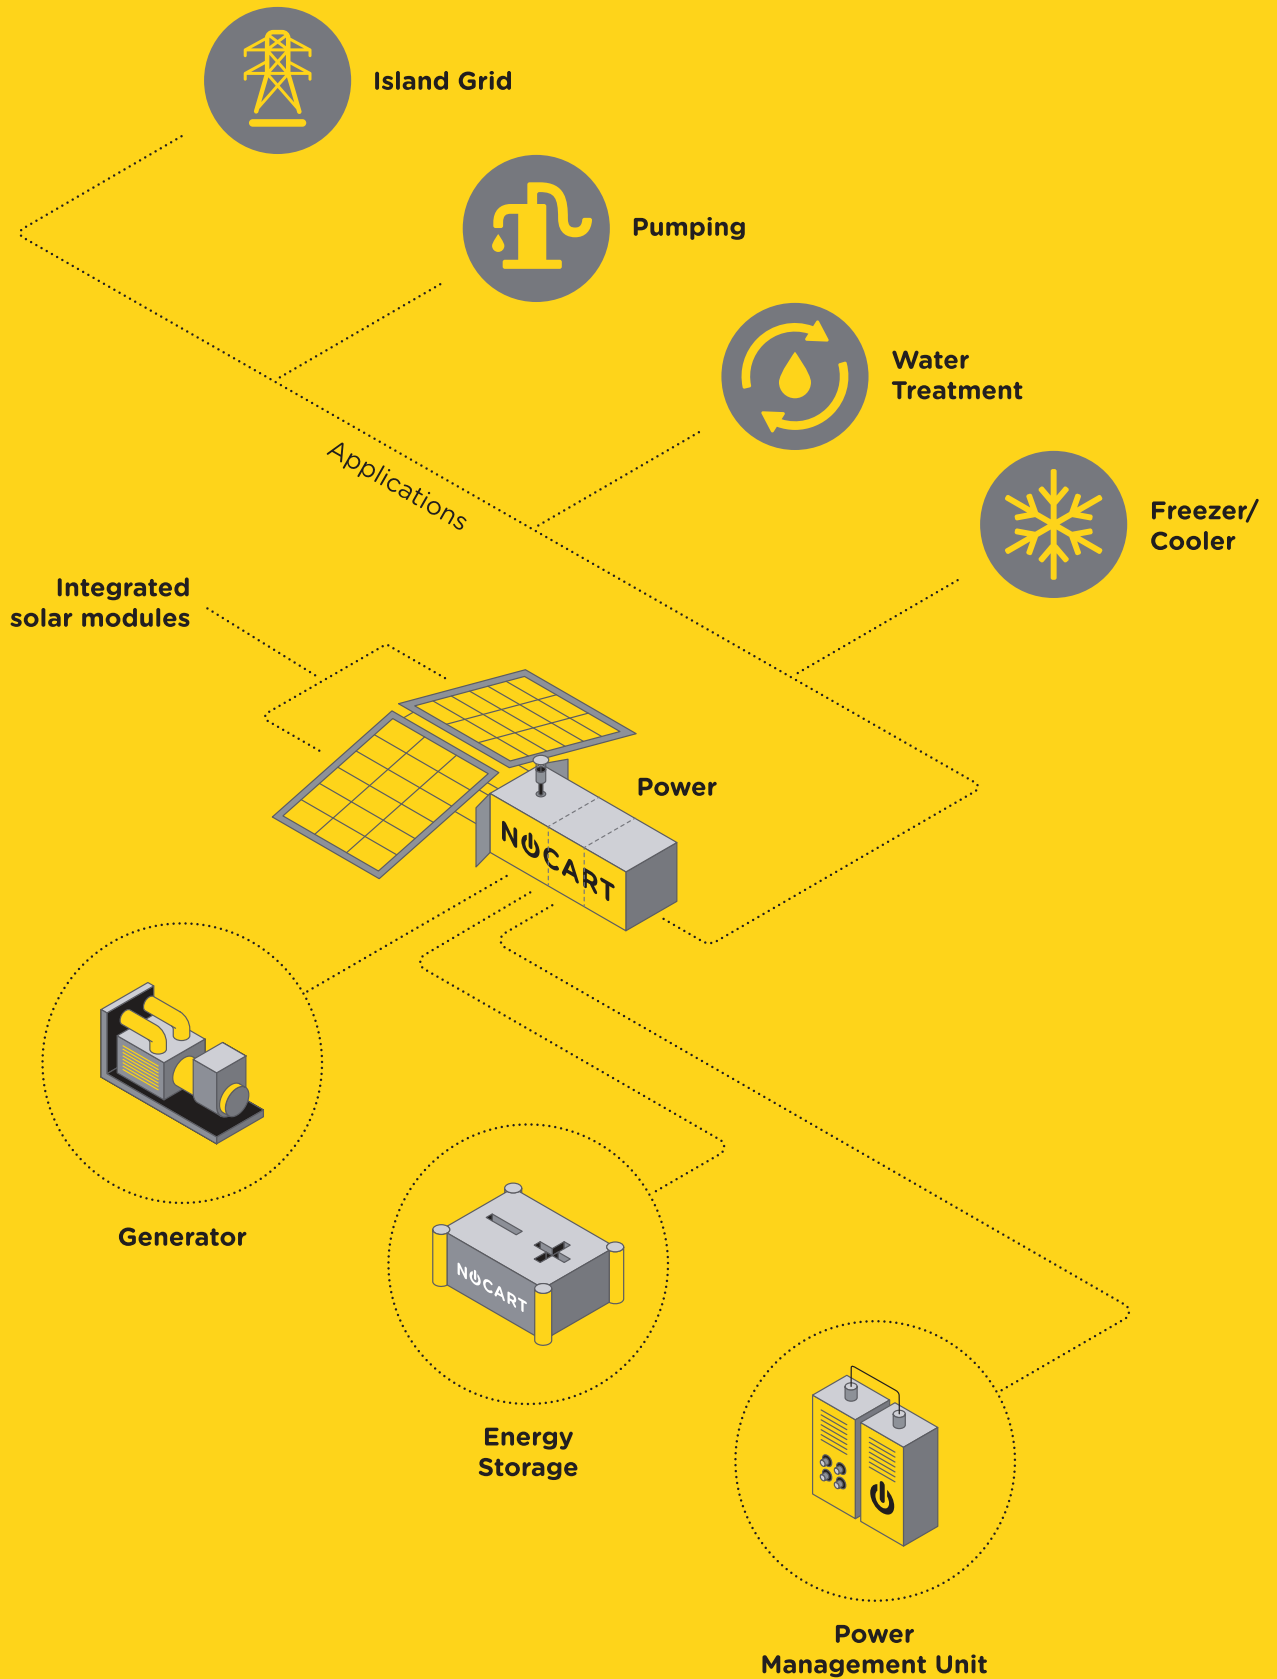 Island Grid
Pumping
Water
Treatment
Freezer/
Cooler
Applications
Integrated
solar modules
Power
NOCART
Generator
NOCART
Energy
Storage
Power
Management Unit